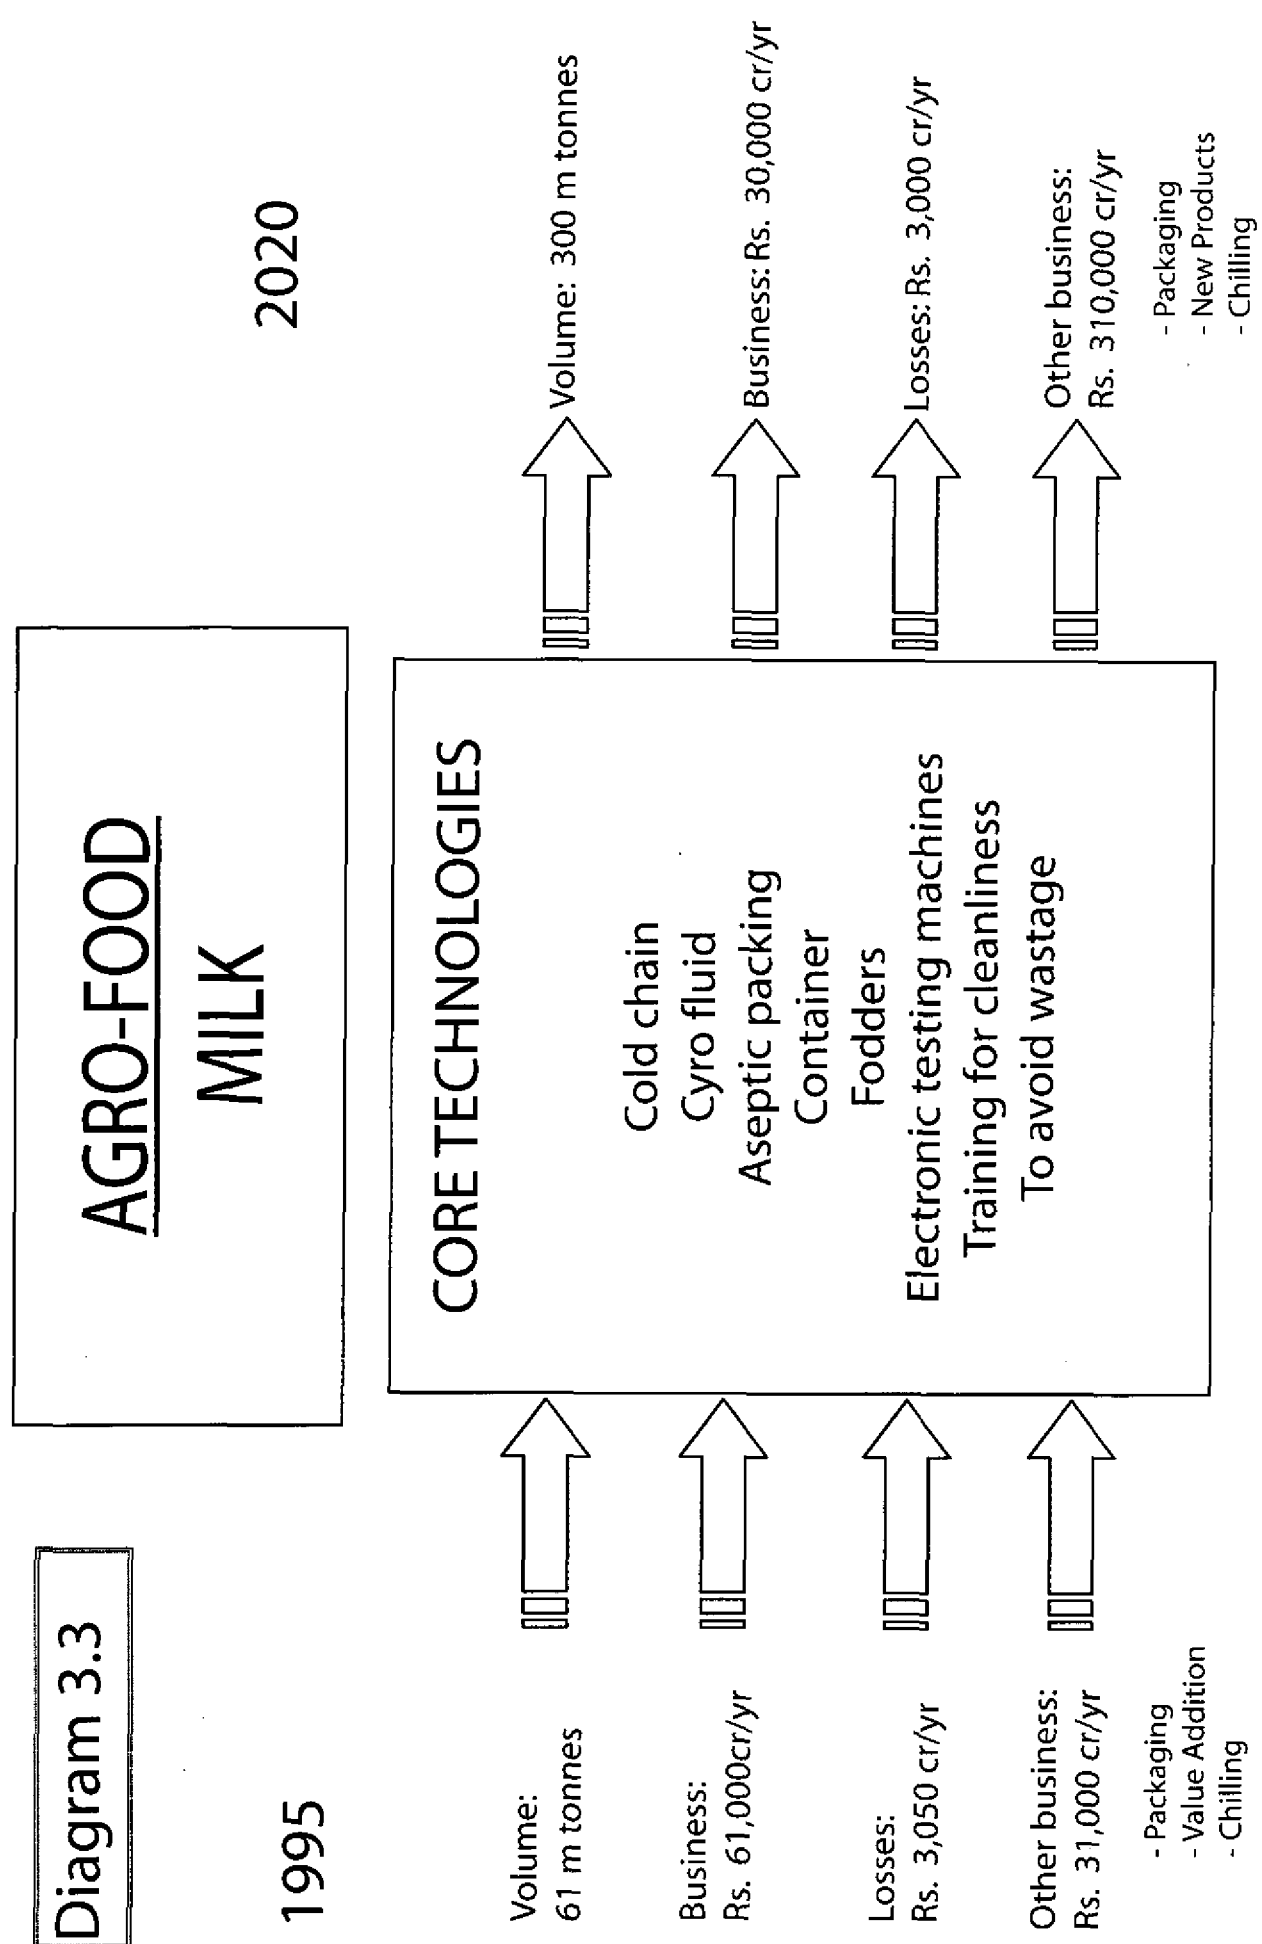 Diagram 3.3
AGRO-FOOD
MILK
1995
2020
Volume:
61 m tonnes
Business:
Rs. 61,000cr/yr
Losses:
Rs. 3,050 cr/yr
Other business:
Rs. 31,000 cr/yr
- Packaging
- Value Addition
- Chilling
CORE TECHNOLOGIES
Cold chain
Cyro fluid
Aseptic packing
Container
Fodders
Electronic testing machines
Training for cleanliness
To avoid wastage
Volume: 300 m tonnes
Business: Rs. 30,000 cr/yr
Losses: Rs. 3,000 cr/yr
Other business:
Rs. 310,000 cr/yr
- Packaging
- New Products
- Chilling